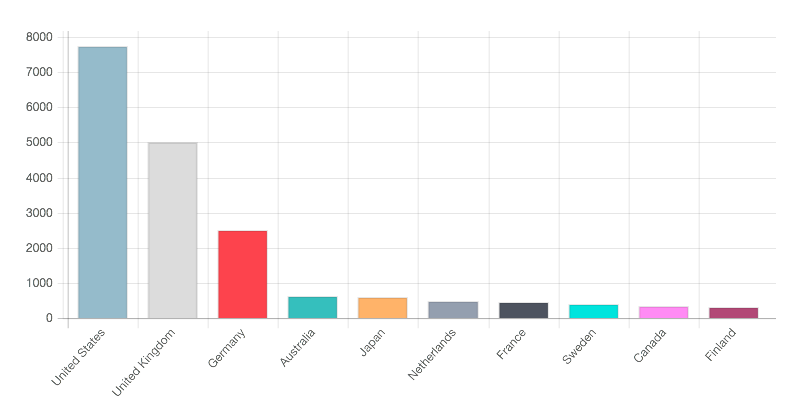 8000
7000
6000
5000
4000
3000
2000
1000
0
United States
United Kingdom
Germany
Australia
Japan
Netherlands
France
Sweden
Canada
Finland